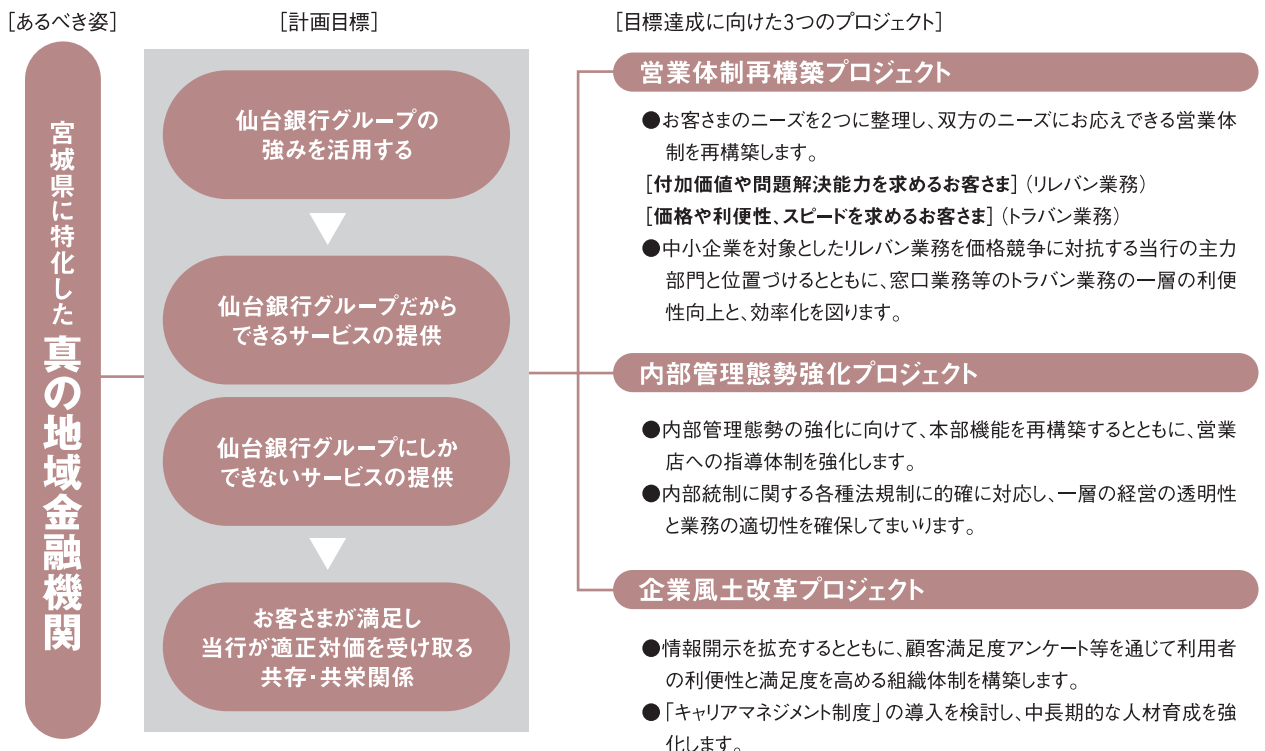 [あるべき姿]
[計画目標]
[目標達成に向けた3つのプロジェクト]
宮城県に特化した真の地域金融機関
仙台銀行グループの
強みを活用する
仙台銀行グループだから
できるサービスの提供
仙台銀行グループにしか
できないサービスの提供
お客さまが満足し
当行が適正対価を受け取る
共存・共栄関係
営業体制再構築プロジェクト
●お客さまのニーズを2つに整理し、双方のニーズにお応えできる営業体
制を再構築します。
[付加価値や問題解決能力を求めるお客さま](リレバン業務)
[価格や利便性、スピードを求めるお客さま](トラバン業務)
●中小企業を対象としたリレバン業務を価格競争に対抗する当行の主力
部門と位置づけるとともに、窓口業務等のトラバン業務の一層の利便
性向上と、効率化を図ります。
内部管理態勢強化プロジェクト
●内部管理態勢の強化に向けて、本部機能を再構築するとともに、営業
店への指導体制を強化します。
●内部統制に関する各種法規制に的確に対応し、一層の経営の透明性
と業務の適切性を確保してまいります。
企業風土改革プロジェクト
●情報開示を拡充するとともに、顧客満足度アンケート等を通じて利用者
の利便性と満足度を高める組織体制を構築します。
●「キャリアマネジメント制度」の導入を検討し、中長期的な人材育成を強
化します。